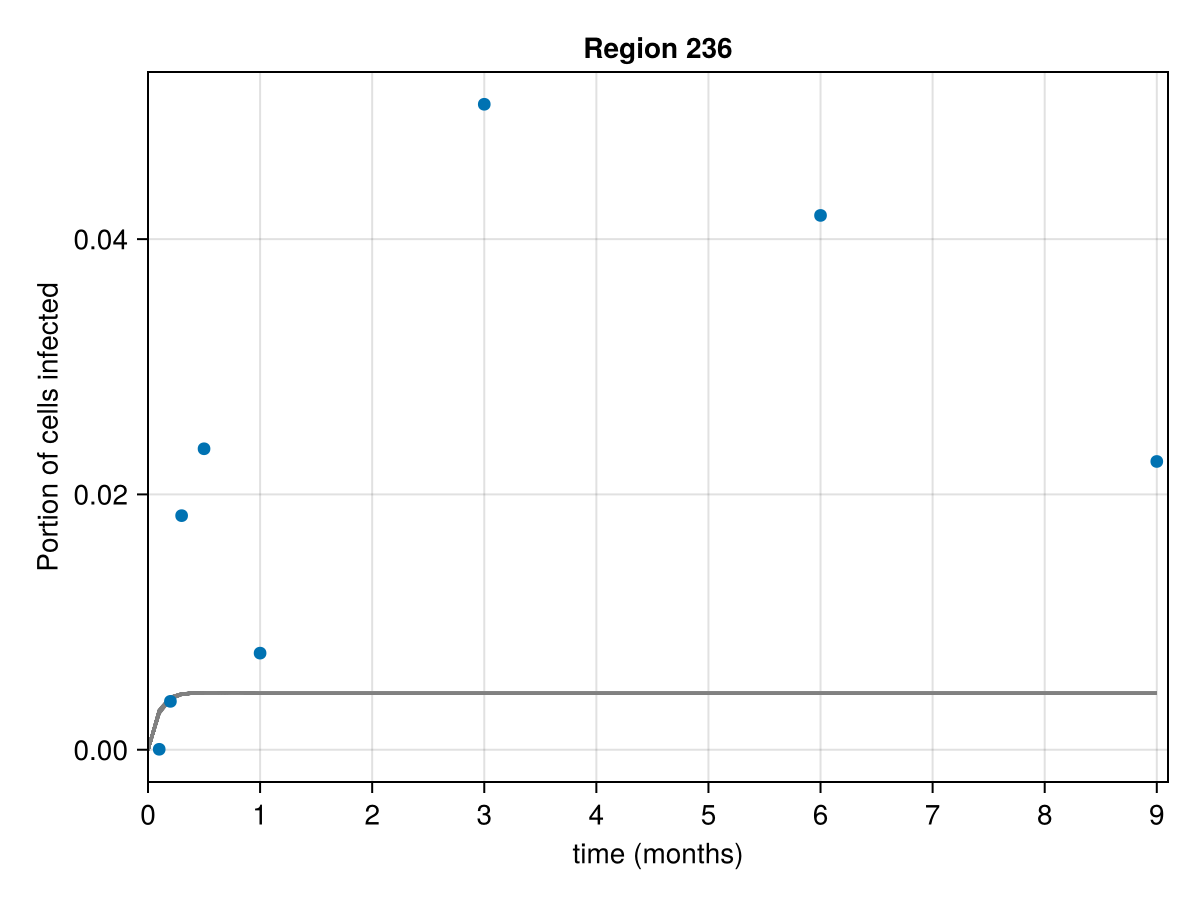 Region 236
Portion of cells infected
0.04
0.02
0.00
0 1 2 3 4 5 6 7 8 9
time (months)